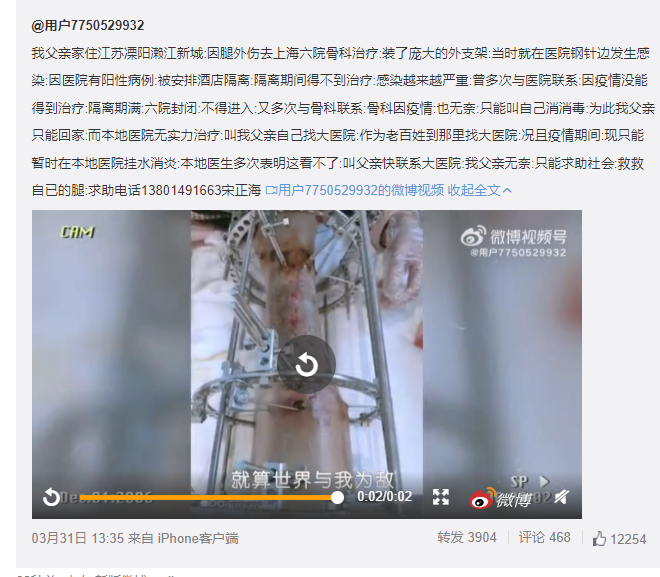 @用户7750529932
我父亲家住江苏溧阳濑江新城:因腿外伤去上海六院骨科治疗:装了庞大的外支架:当时就在医院钢针边发生感
染:因医院有阳性病例:被安排酒店隔离:隔离期间得不到治疗:感染越来越严重:曾多次与医院联系:因疫情没能
得到治疗:隔离期满:六院封闭:不得进入:又多次与骨科联系:骨科因疫情:也无奈:只能叫自己消消毒:为此我父亲
只能回家:而本地医院无实力治疗:叫我父亲自己找大医院:作为老百姓到那里找大医院:况且疫情期间:现只能
暂时在本地医院挂水消炎:本地医生多次表明这看不了:叫父亲快联系大医院:我父亲无奈:只能求助社会:救救
自已的腿:求助电话13801491663宋正海 用户7750529932的微博视频 收起全文
CAM
微博视频号
@用户7750529932
就算世界与我为敌
SP
0:02/0:02
微博
03月31日 13:35 来自 iPhone客户端
转发 3904 评论 468 12254